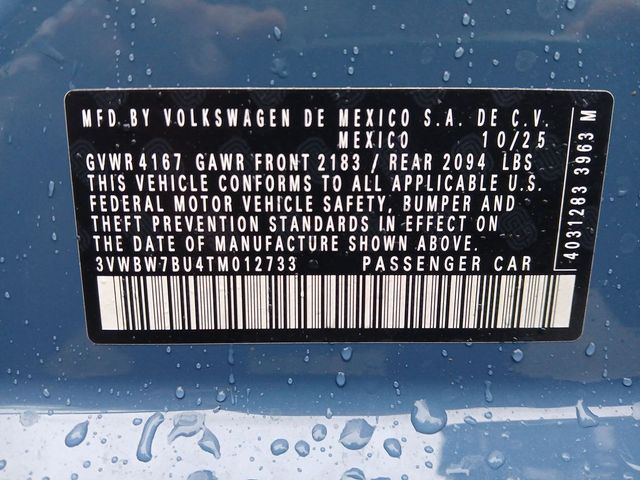 MFD BY VOLKSWAGEN DE MEXICO S.A. DE C.V.
MEXICO 10/25
GVWR 4167 GAWR FRONT 2183 / REAR 2094 LBS
THIS VEHICLE CONFORMS TO ALL APPLICABLE U.S.
FEDERAL MOTOR VEHICLE SAFETY, BUMPER AND
THEFT PREVENTION STANDARDS IN EFFECT ON
THE DATE OF MANUFACTURE SHOWN ABOVE.
3VWBW7BU4TM012733 PASSENGER CAR
4031283 3963 M